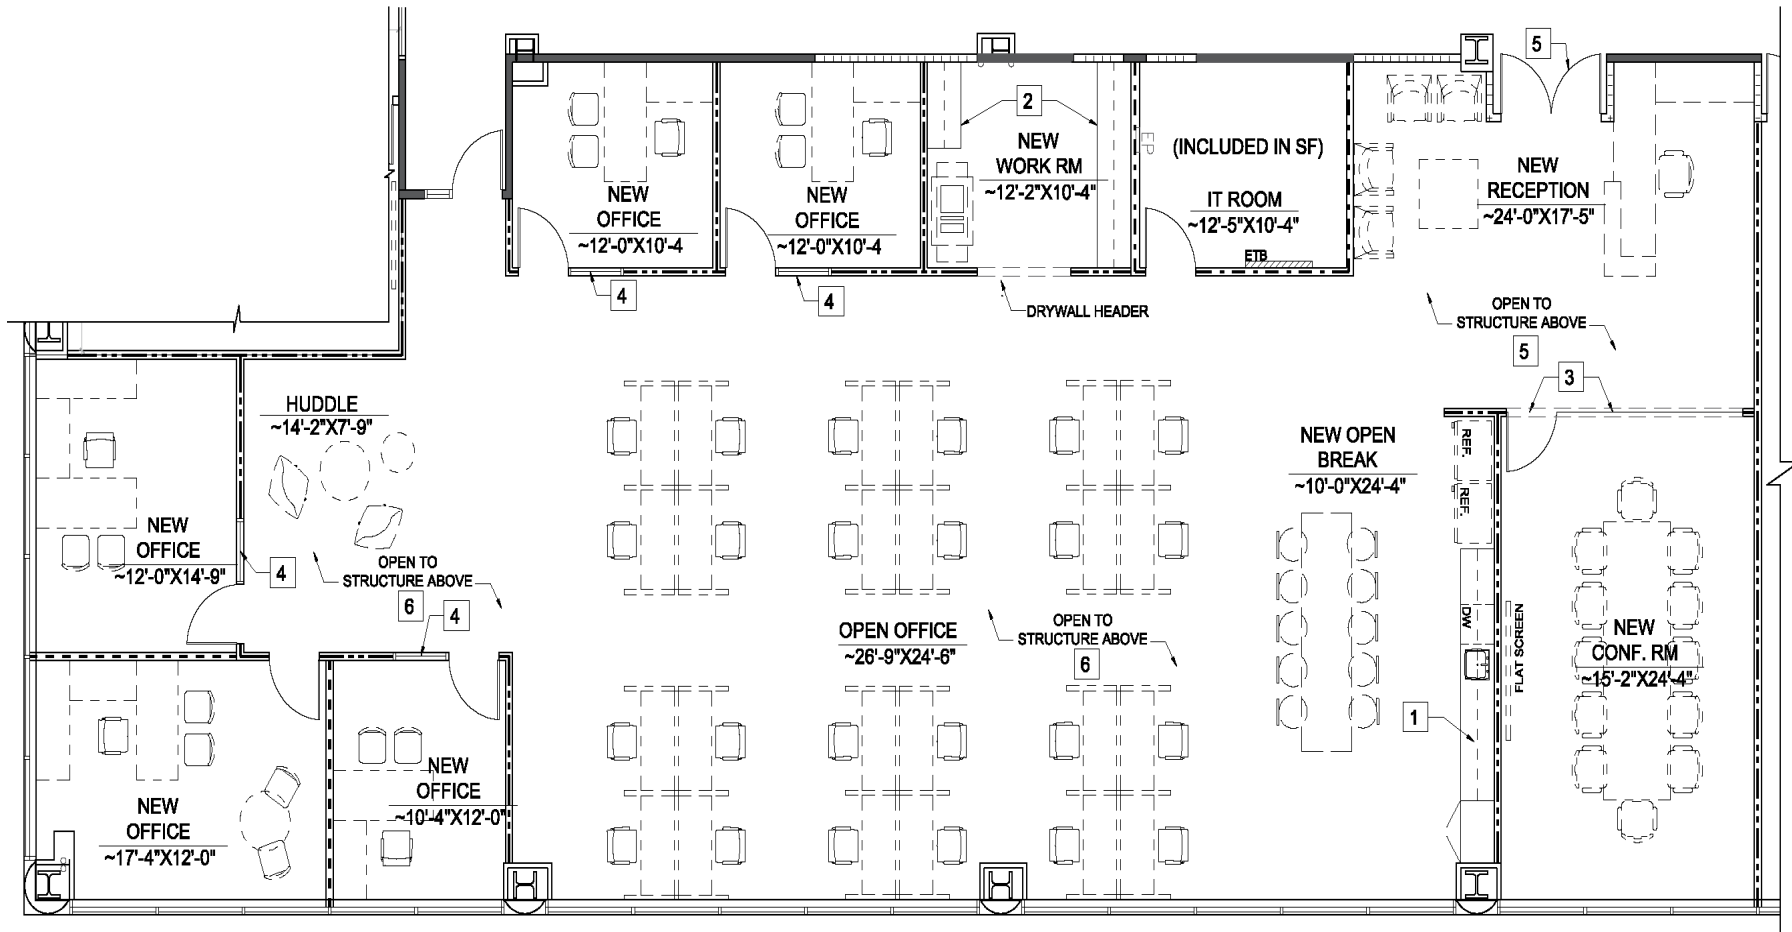 5
2
NEW
WORK RM
~12'-2"X10'-4"
EP
(INCLUDED IN SF)
IT ROOM
~12'-5"X10'-4"
ETB
NEW
RECEPTION
~24'-0"X17'-5"
NEW
OFFICE
~12'-0"X10'-4
NEW
OFFICE
~12'-0"X10'-4
4
4
DRYWALL HEADER
OPEN TO
STRUCTURE ABOVE
5
3
HUDDLE
~14'-2"X7'-9"
NEW OPEN
BREAK
~10'-0"X24'-4"
REF.
REF.
NEW
OFFICE
~12'-0"X14'-9"
4
OPEN TO
STRUCTURE ABOVE
6
4
OPEN OFFICE
~26'-9"X24'-6"
OPEN TO
STRUCTURE ABOVE
6
DW
FLAT SCREEN
NEW
CONF. RM
~15'-2"X24'-4"
1
NEW
OFFICE
~10'-4"X12'-0"
NEW
OFFICE
~17'-4"X12'-0"